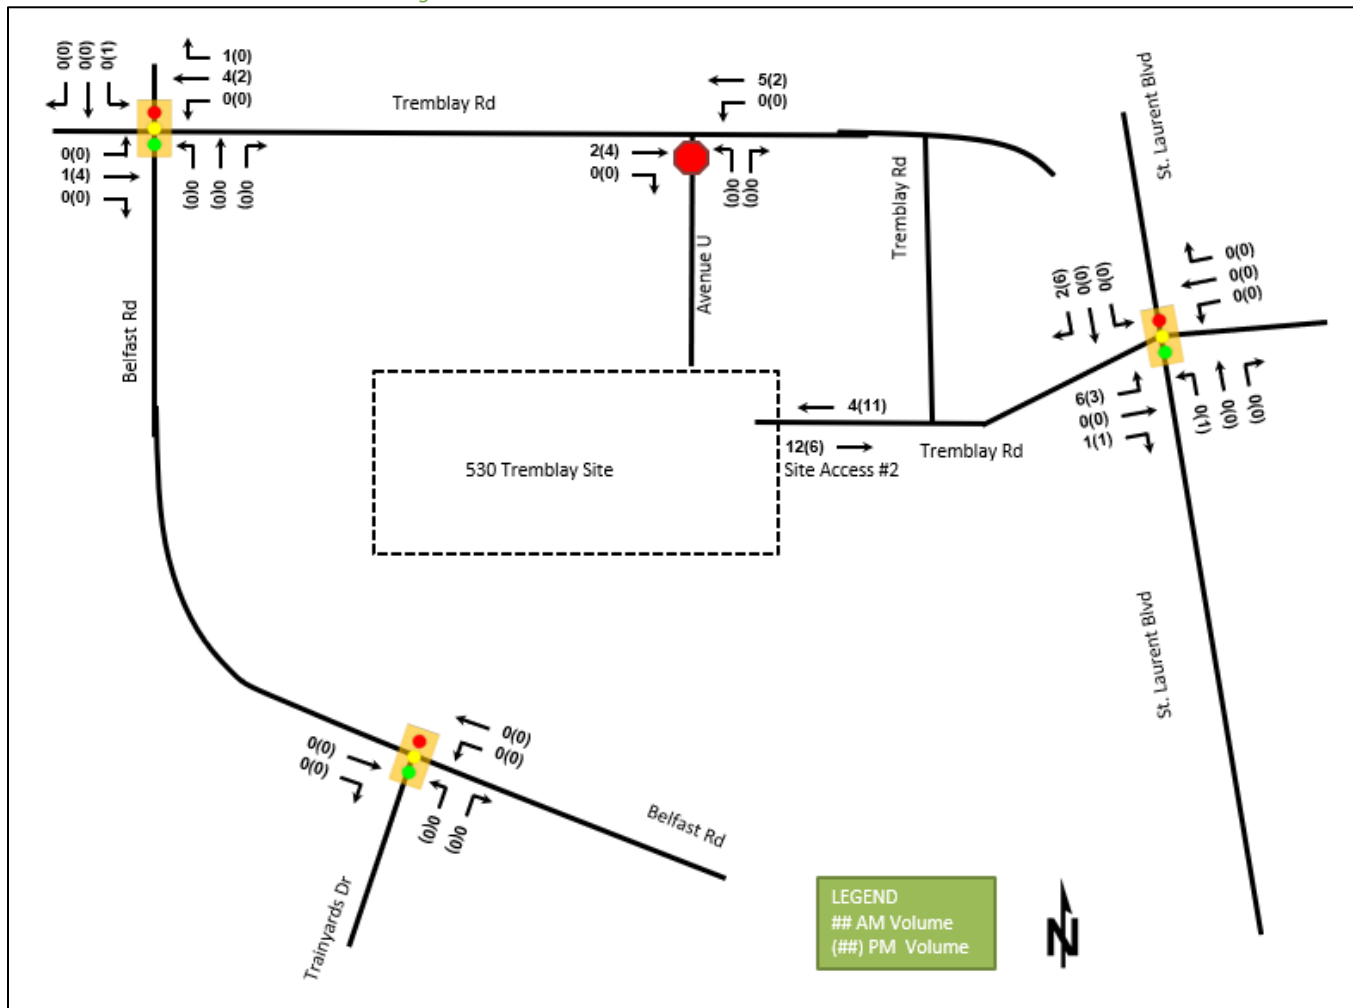 0(0)
0(0)
0(1)
1(0)
4(2)
0(0)
Tremblay Rd
5(2)
0(0)
St. Laurent Blvd
0(0)
1(4)
0(0)
0(0)
0(0)
0(0)
2(4)
0(0)
0(0)
0(0)
Tremblay Rd
Avenue U
Belfast Rd
2(6)
0(0)
0(0)
0(0)
0(0)
0(0)
6(3)
0(0)
1(1)
0(1)
0(0)
0(0)
4(11)
12(6)
Site Access #2
Tremblay Rd
530 Tremblay Site
St. Laurent Blvd
0(0)
0(0)
0(0)
0(0)
0(0)
0(0)
Belfast Rd
Trainyards Dr
LEGEND
## AM Volume
(##) PM  Volume
N